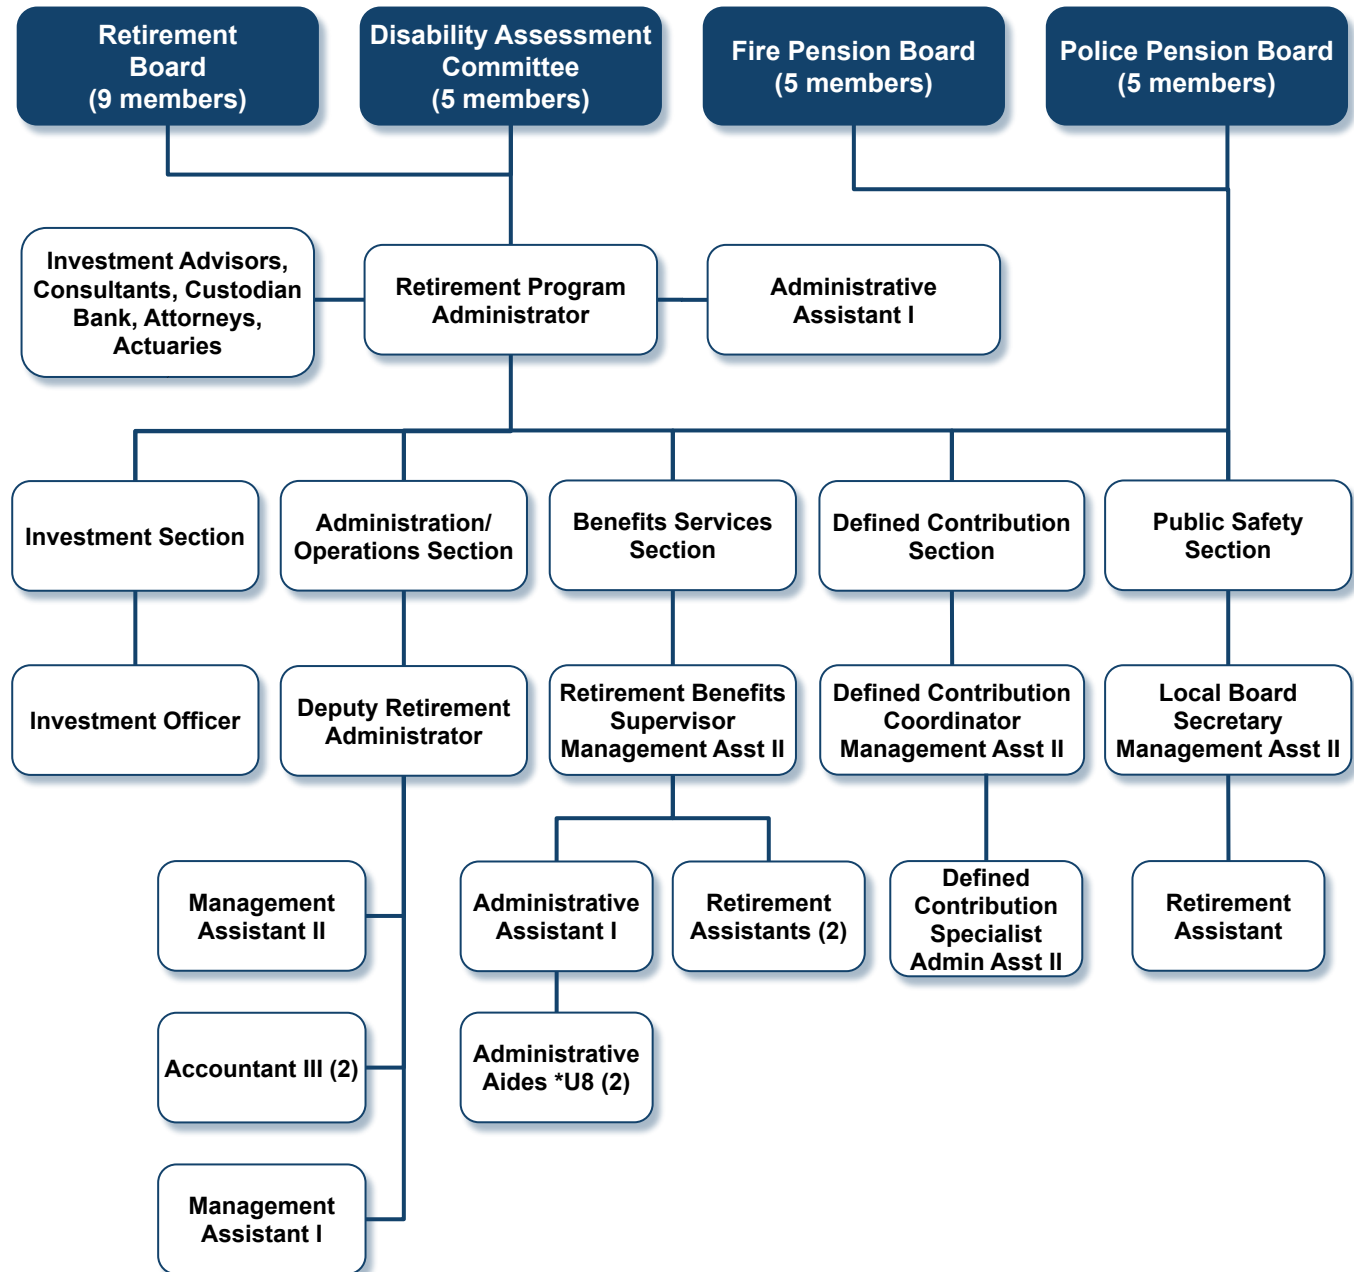 Retirement
Board
(9 members)
Disability Assessment
Committee
(5 members)
Fire Pension Board
(5 members)
Police Pension Board
(5 members)
Investment Advisors,
Consultants, Custodian
Bank, Attorneys,
Actuaries
Retirement Program
Administrator
Administrative
Assistant I
Investment Section
Administration/
Operations Section
Benefits Services
Section
Defined Contribution
Section
Public Safety
Section
Investment Officer
Deputy Retirement
Administrator
Retirement Benefits
Supervisor
Management Asst II
Defined Contribution
Coordinator
Management Asst II
Local Board
Secretary
Management Asst II
Management
Assistant II
Administrative
Assistant I
Retirement
Assistants (2)
Defined
Contribution
Specialist
Admin Asst II
Retirement
Assistant
Accountant III (2)
Administrative
Aides *U8 (2)
Management
Assistant I